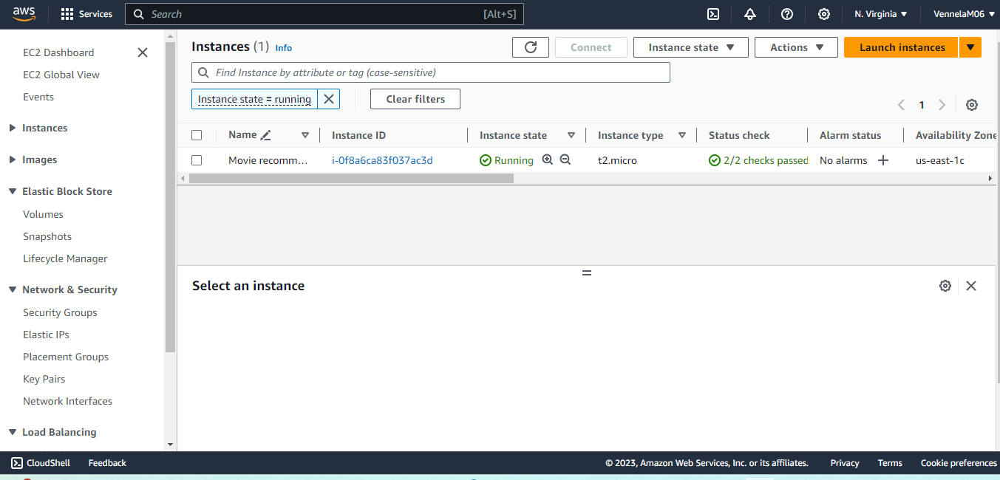 aws Services Search [Alt+S] N. Virginia VennelaM06
EC2 Dashboard
EC2 Global View
Events
Instances
Images
Elastic Block Store
Volumes
Snapshots
Lifecycle Manager
Network & Security
Security Groups
Elastic IPs
Placement Groups
Key Pairs
Network Interfaces
Load Balancing
Instances (1) Info Connect Instance state Actions Launch instances
Find Instance by attribute or tag (case-sensitive)
Instance state = running Clear filters
1
Name Instance ID Instance state Instance type Status check Alarm status Availability Zone
Movie recomm... i-0f8a6ca83f037ac3d Running t2.micro 2/2 checks passed No alarms us-east-1c
Select an instance
CloudShell Feedback © 2023, Amazon Web Services, Inc. or its affiliates. Privacy Terms Cookie preferences